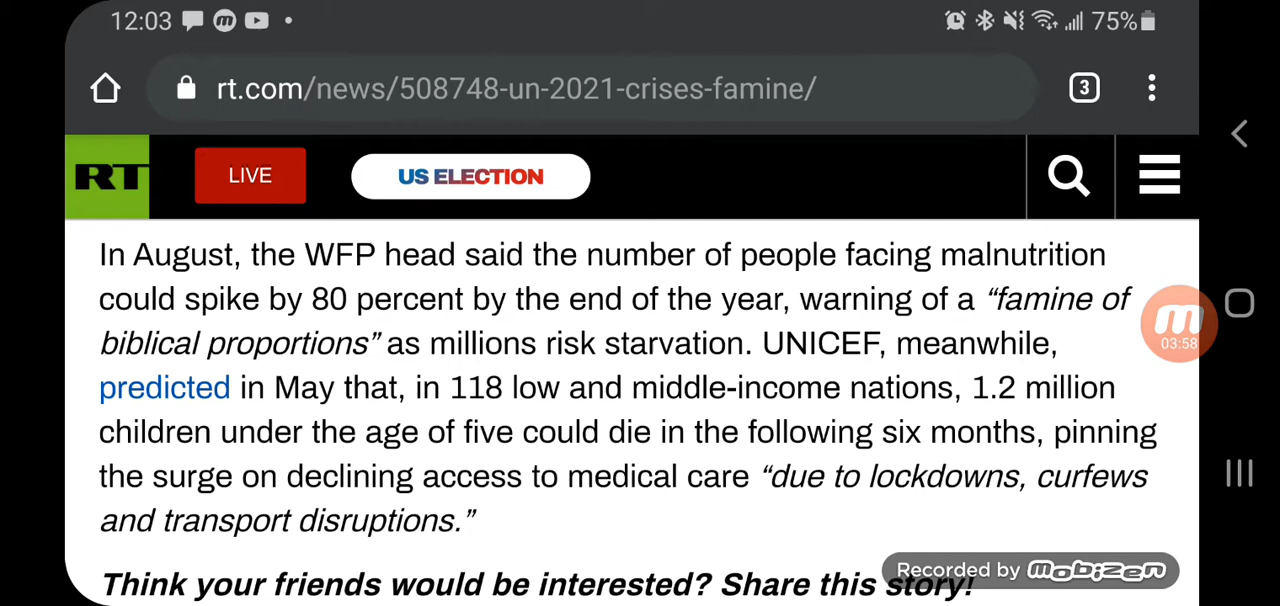 12:03 75%
rt.com/news/508748-un-2021-crises-famine/ 3
RT LIVE US ELECTION
In August, the WFP head said the number of people facing malnutrition
could spike by 80 percent by the end of the year, warning of a “famine of
biblical proportions” as millions risk starvation. UNICEF, meanwhile,
predicted in May that, in 118 low and middle-income nations, 1.2 million
children under the age of five could die in the following six months, pinning
the surge on declining access to medical care “due to lockdowns, curfews
and transport disruptions.”
Think your friends would be interested? Share this story!
m
03:58
Recorded by mobizen